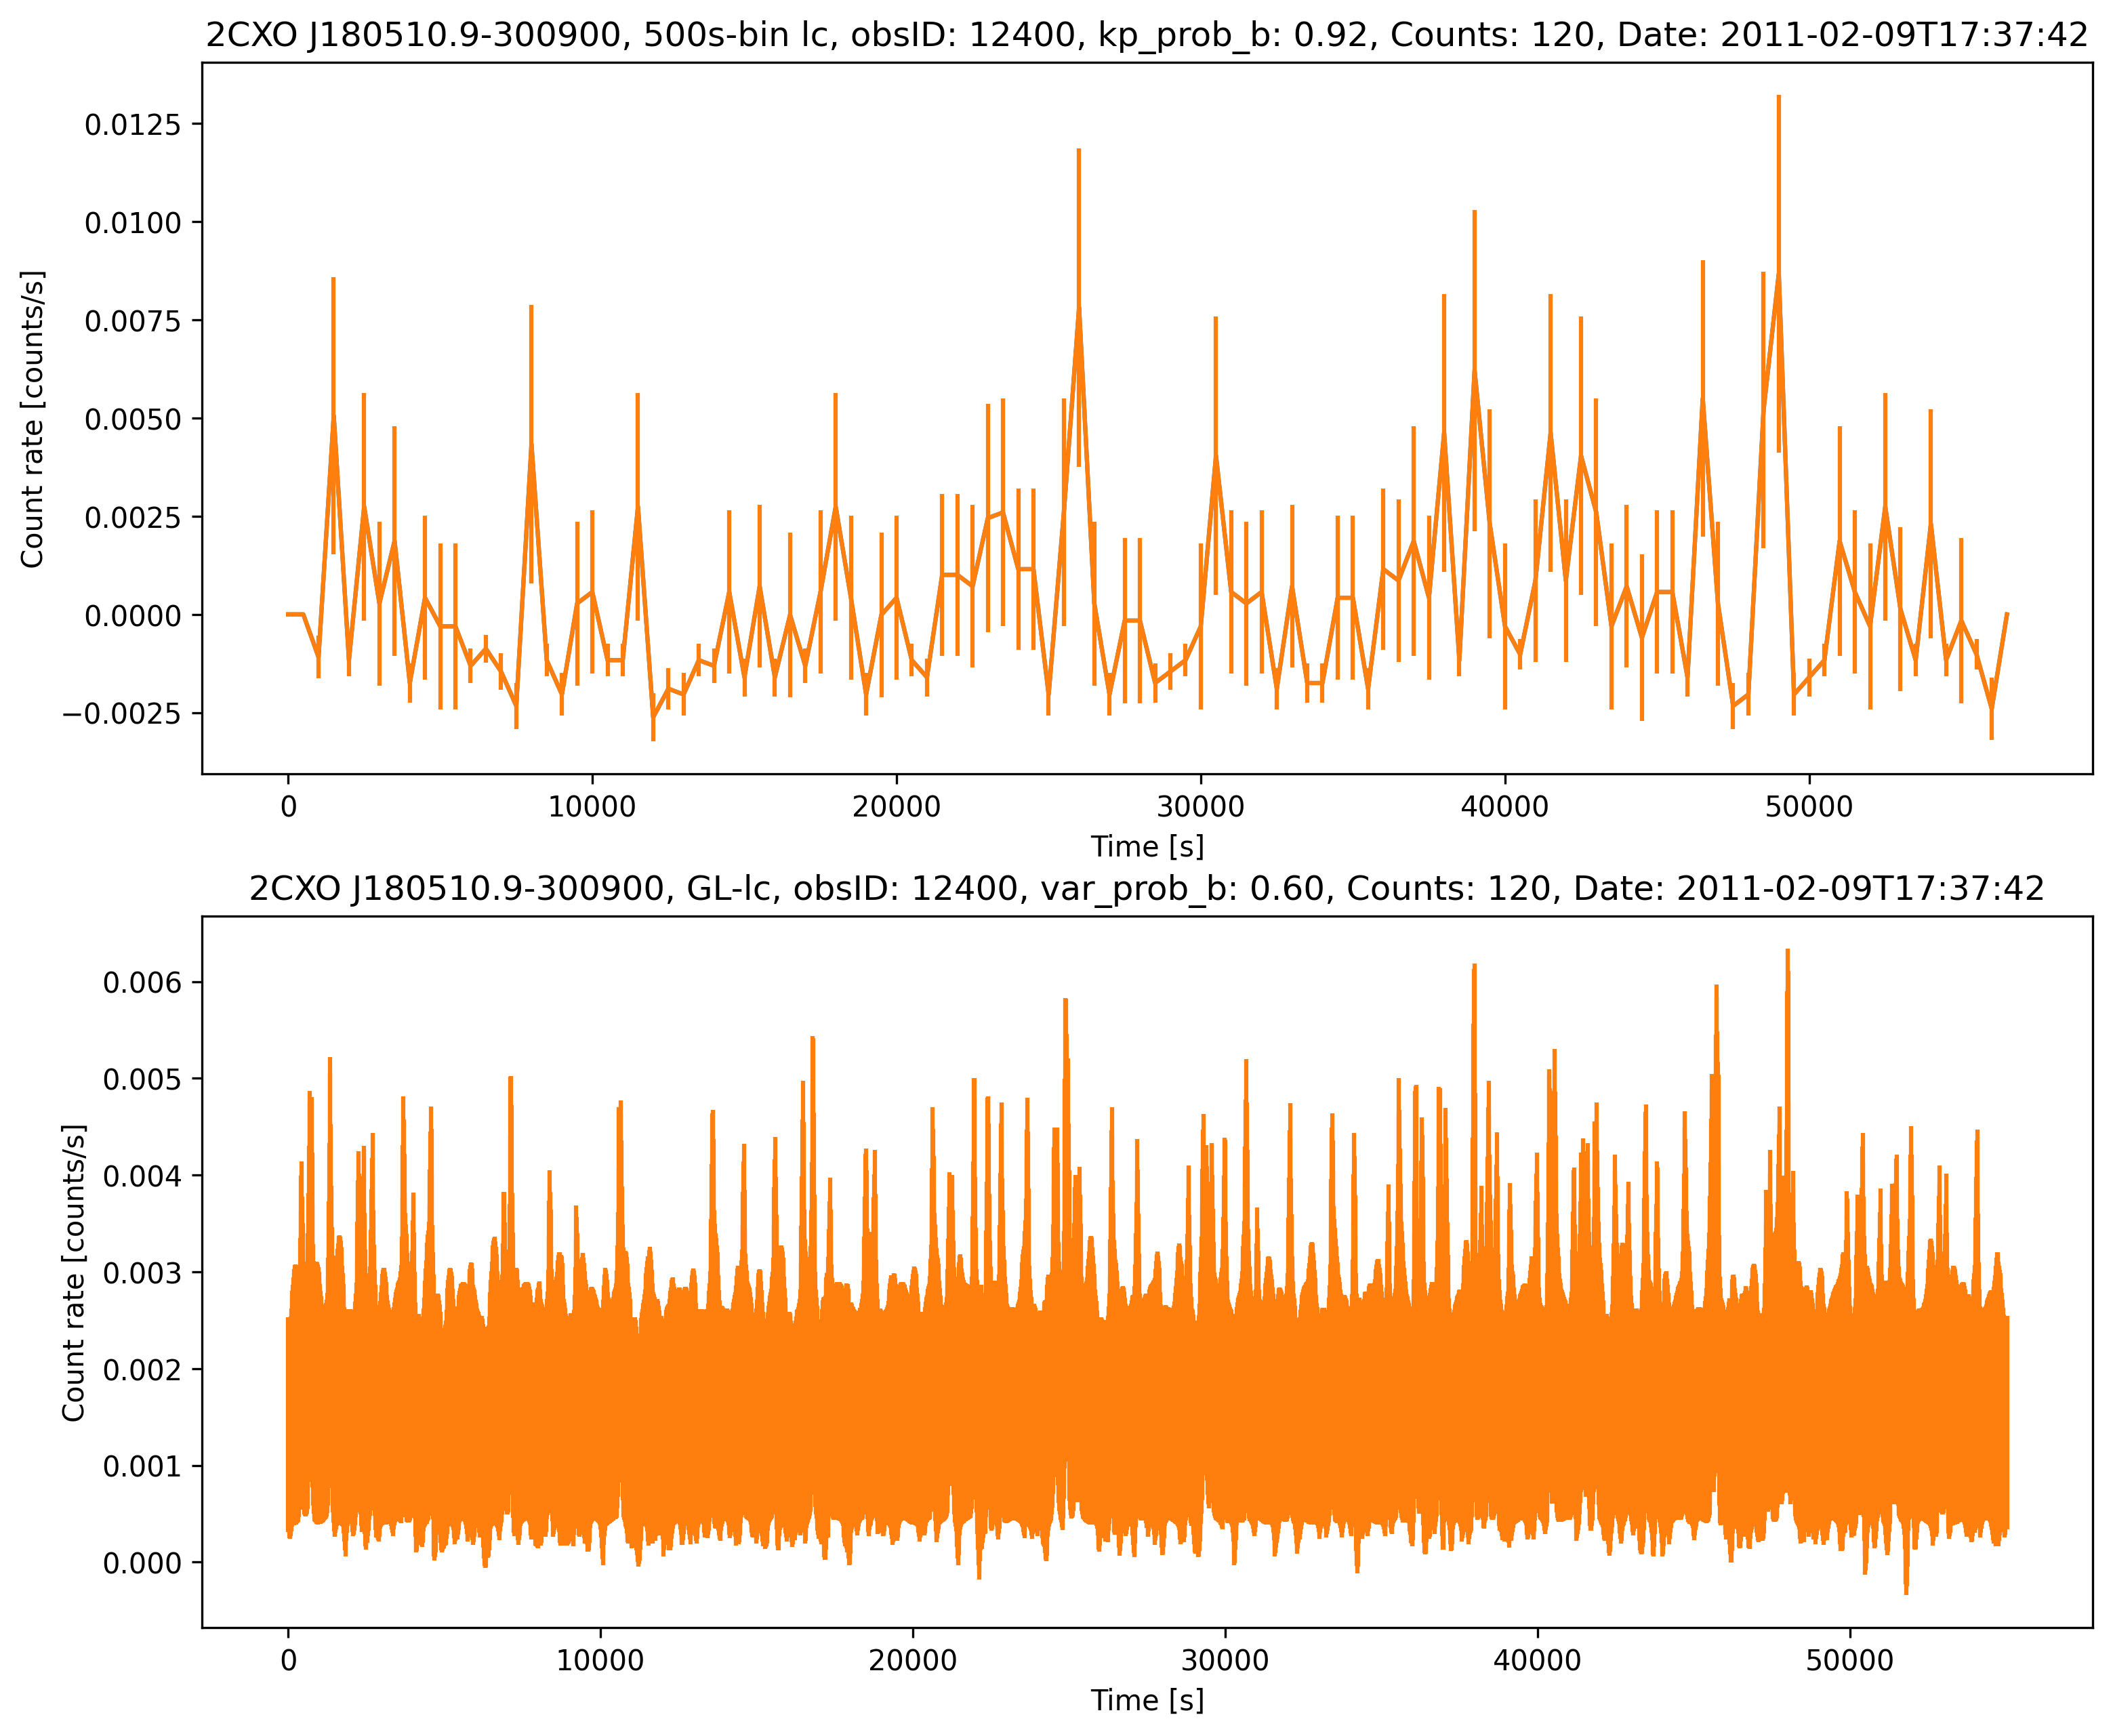 2CXO J180510.9-300900, 500s-bin lc, obsID: 12400, kp_prob_b: 0.92, Counts: 120, Date: 2011-02-09T17:37:42
0.0125
0.0100
0.0075
0.0050
0.0025
0.0000
−0.0025
Count rate [counts/s]
0 10000 20000 30000 40000 50000
Time [s]
2CXO J180510.9-300900, GL-lc, obsID: 12400, var_prob_b: 0.60, Counts: 120, Date: 2011-02-09T17:37:42
0.006
0.005
0.004
0.003
0.002
0.001
0.000
Count rate [counts/s]
0 10000 20000 30000 40000 50000
Time [s]